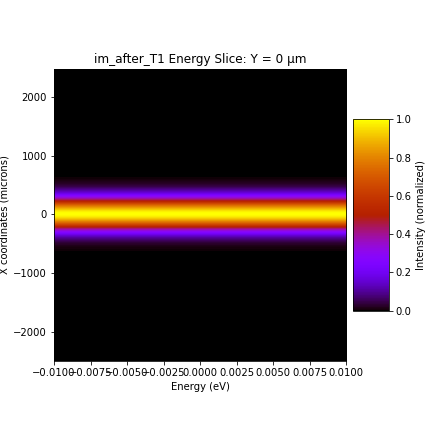 im_after_T1 Energy Slice: Y = 0 μm
2000
1000
0
−1000
−2000
X coordinates (microns)
−0.0100 −0.0075 −0.0050 −0.0025 0.0000 0.0025 0.0050 0.0075 0.0100
Energy (eV)
1.0
0.8
0.6
0.4
0.2
0.0
Intensity (normalized)